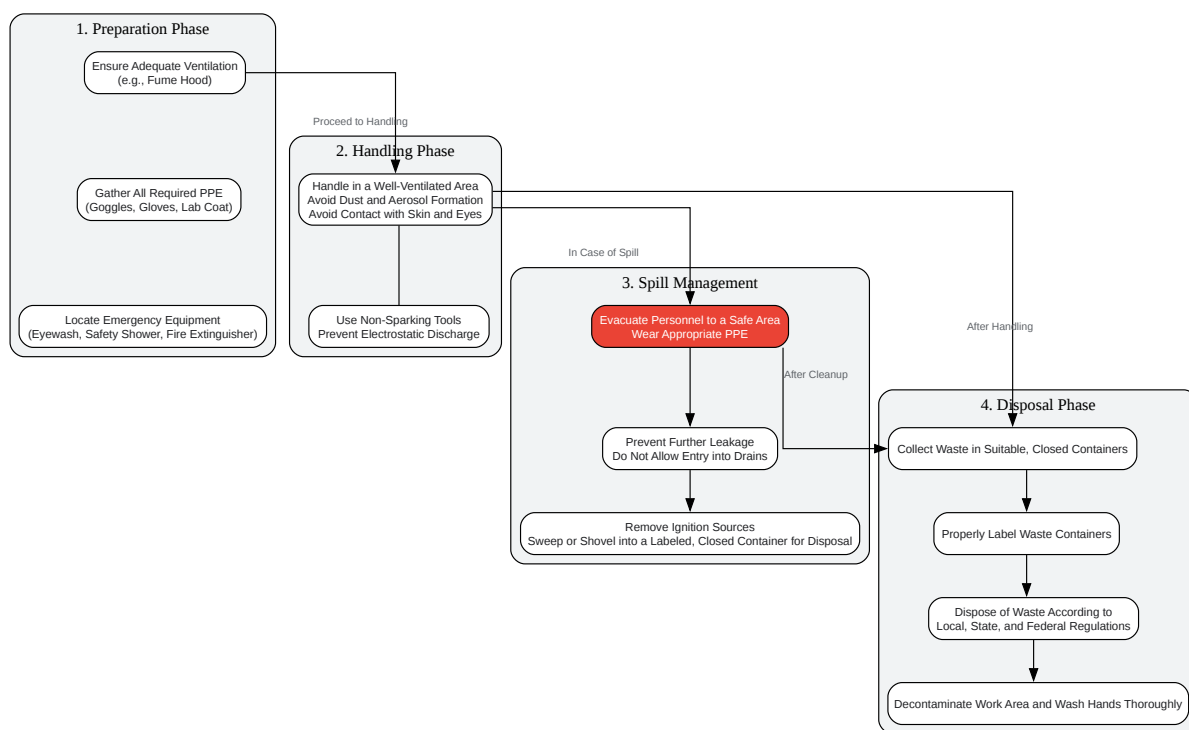 1. Preparation Phase
Ensure Adequate Ventilation
(e.g., Fume Hood)
Gather All Required PPE
(Goggles, Gloves, Lab Coat)
Locate Emergency Equipment
(Eyewash, Safety Shower, Fire Extinguisher)
Proceed to Handling
2. Handling Phase
Handle in a Well-Ventilated Area
Avoid Dust and Aerosol Formation
Avoid Contact with Skin and Eyes
Use Non-Sparking Tools
Prevent Electrostatic Discharge
In Case of Spill
3. Spill Management
Evacuate Personnel to a Safe Area
Wear Appropriate PPE
After Cleanup
Prevent Further Leakage
Do Not Allow Entry into Drains
Remove Ignition Sources
Sweep or Shovel into a Labeled, Closed Container for Disposal
After Handling
4. Disposal Phase
Collect Waste in Suitable, Closed Containers
Properly Label Waste Containers
Dispose of Waste According to
Local, State, and Federal Regulations
Decontaminate Work Area and Wash Hands Thoroughly